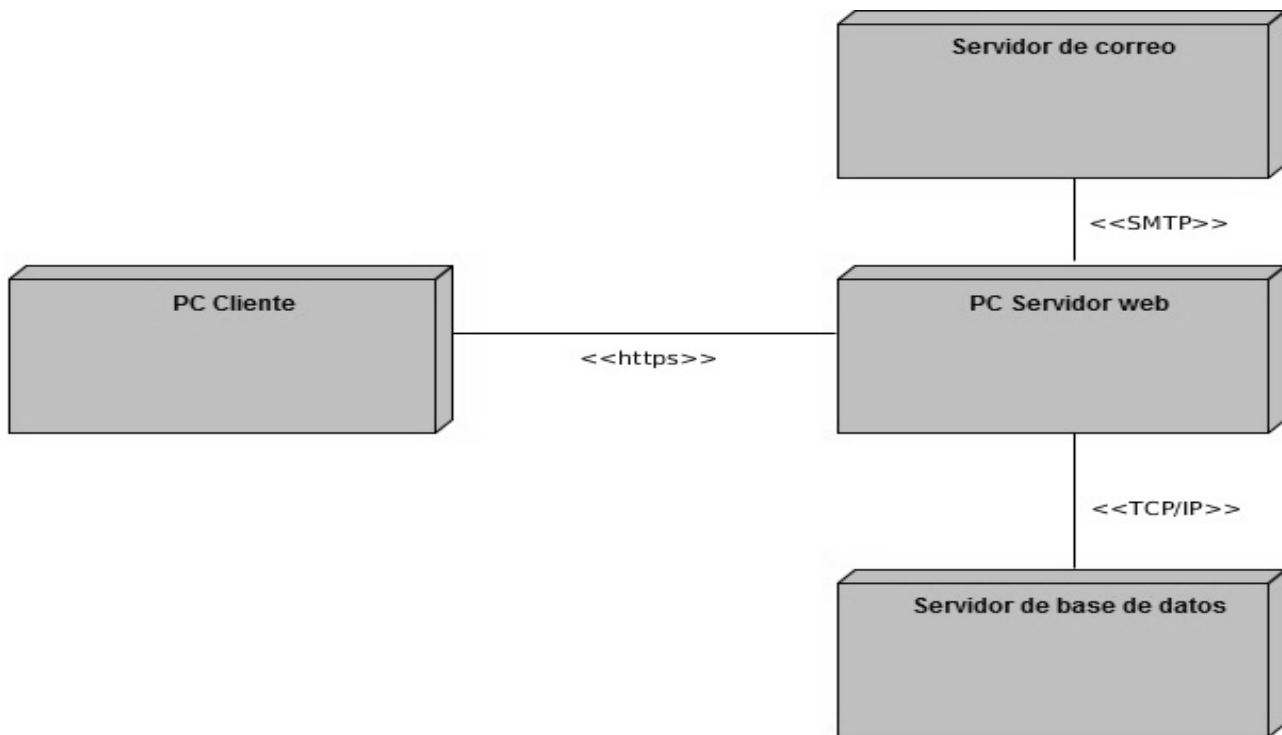 Servidor de correo
<<SMTP>>
PC Cliente
PC Servidor web
<<https>>
<<TCP/IP>>
Servidor de base de datos